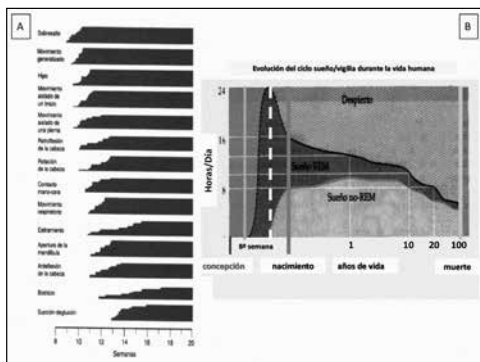 A
Sobresalto
Movimiento
generalizado
Hipo
Movimiento
aislado de
un brazo
Movimiento
aislado de
una pierna
Retroflexión
de la cabeza
Rotación de
la cabeza
Contacto
mano-cara
Movimiento
respiratorio
Estiramiento
Apertura de la
mandíbula
Anteflexión
de la cabeza
Bostezo
Succión-deglución
8 10 12 14 16 18 20
Semanas
B
Evolución del ciclo sueño/vigilia durante la vida humana
Horas/Día
24
16
8
Despierto
Sueño no-REM
8ª semana
1 10 20 100
concepción nacimiento años de vida muerte